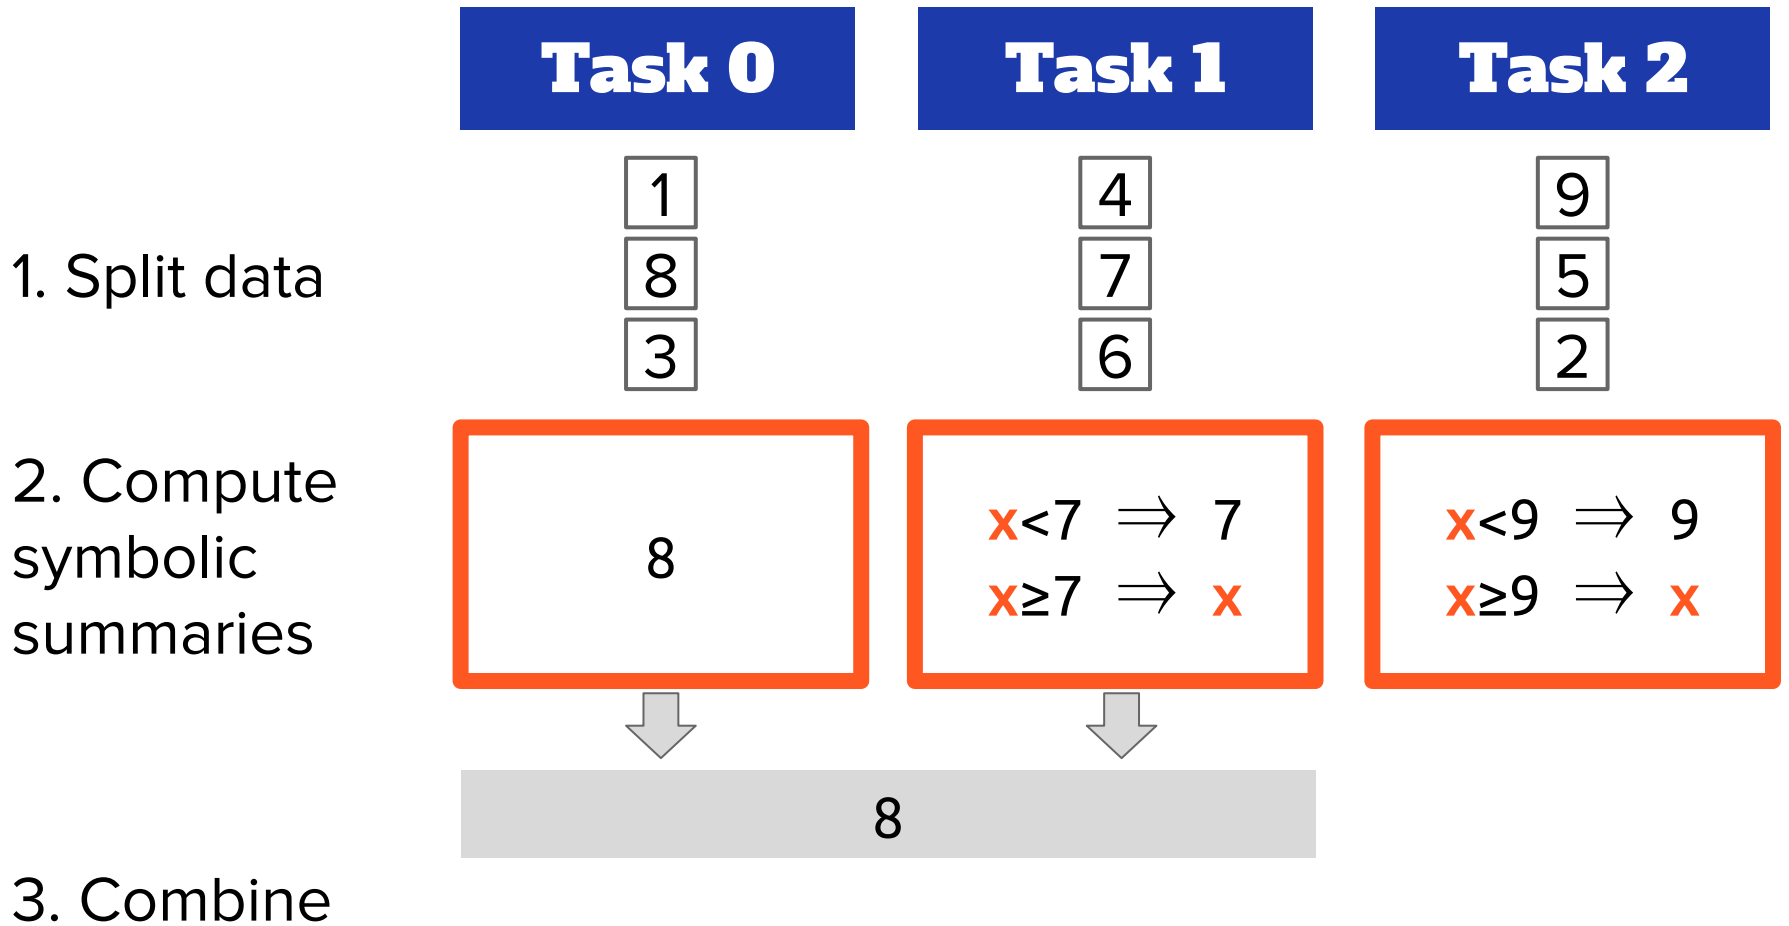 Task 0 Task 1 Task 2
1 4 9
1. Split data 8 7 5
3 6 2
2. Compute
symbolic
summaries
8
x<7 ⇒ 7
x≥7 ⇒ x
x<9 ⇒ 9
x≥9 ⇒ x
8
3. Combine